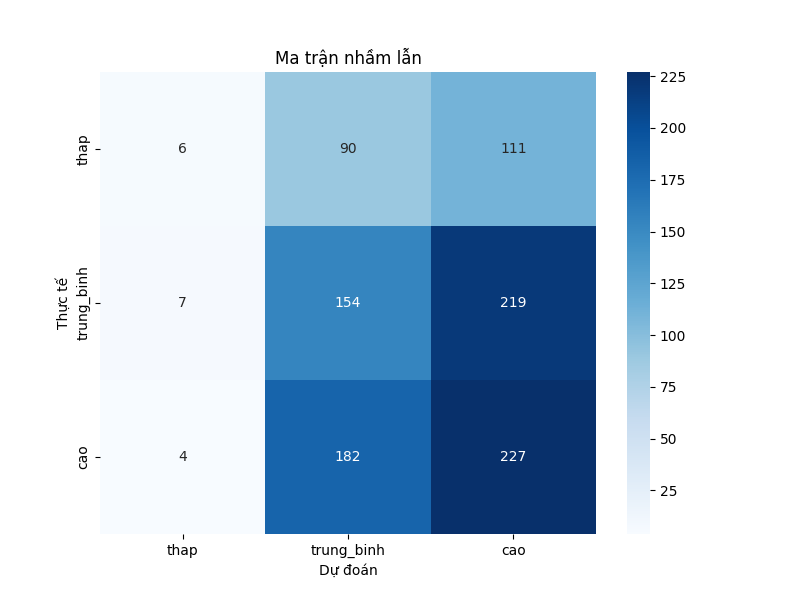 Ma trận nhầm lẫn
thap
6
90
111
trung_binh
7
154
219
cao
4
182
227
Thực tế
thap
trung_binh
cao
Dự đoán
225
200
175
150
125
100
75
50
25